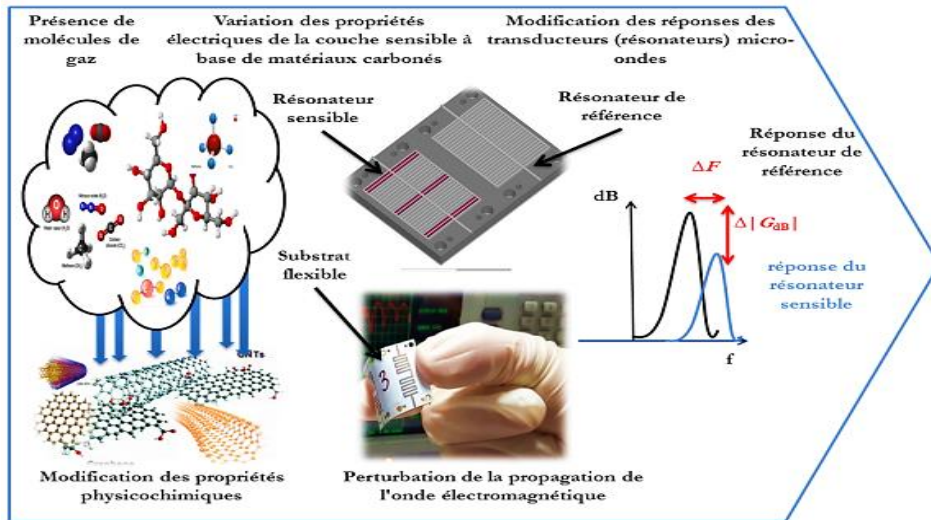 Présence de
molécules de
gaz
Variation des propriétés
électriques de la couche sensible à
base de matériaux carbonés
Modification des réponses des
transducteurs (résonateurs) micro-
ondes
Résonateur
sensible
Résonateur de
référence
Réponse du
résonateur de
référence
ΔF
dB
Δ|GdB|
réponse du
résonateur
sensible
f
Substrat
flexible
3
CNTs
Modification des propriétés
physicochimiques
Perturbation de la propagation de
l'onde électromagnétique